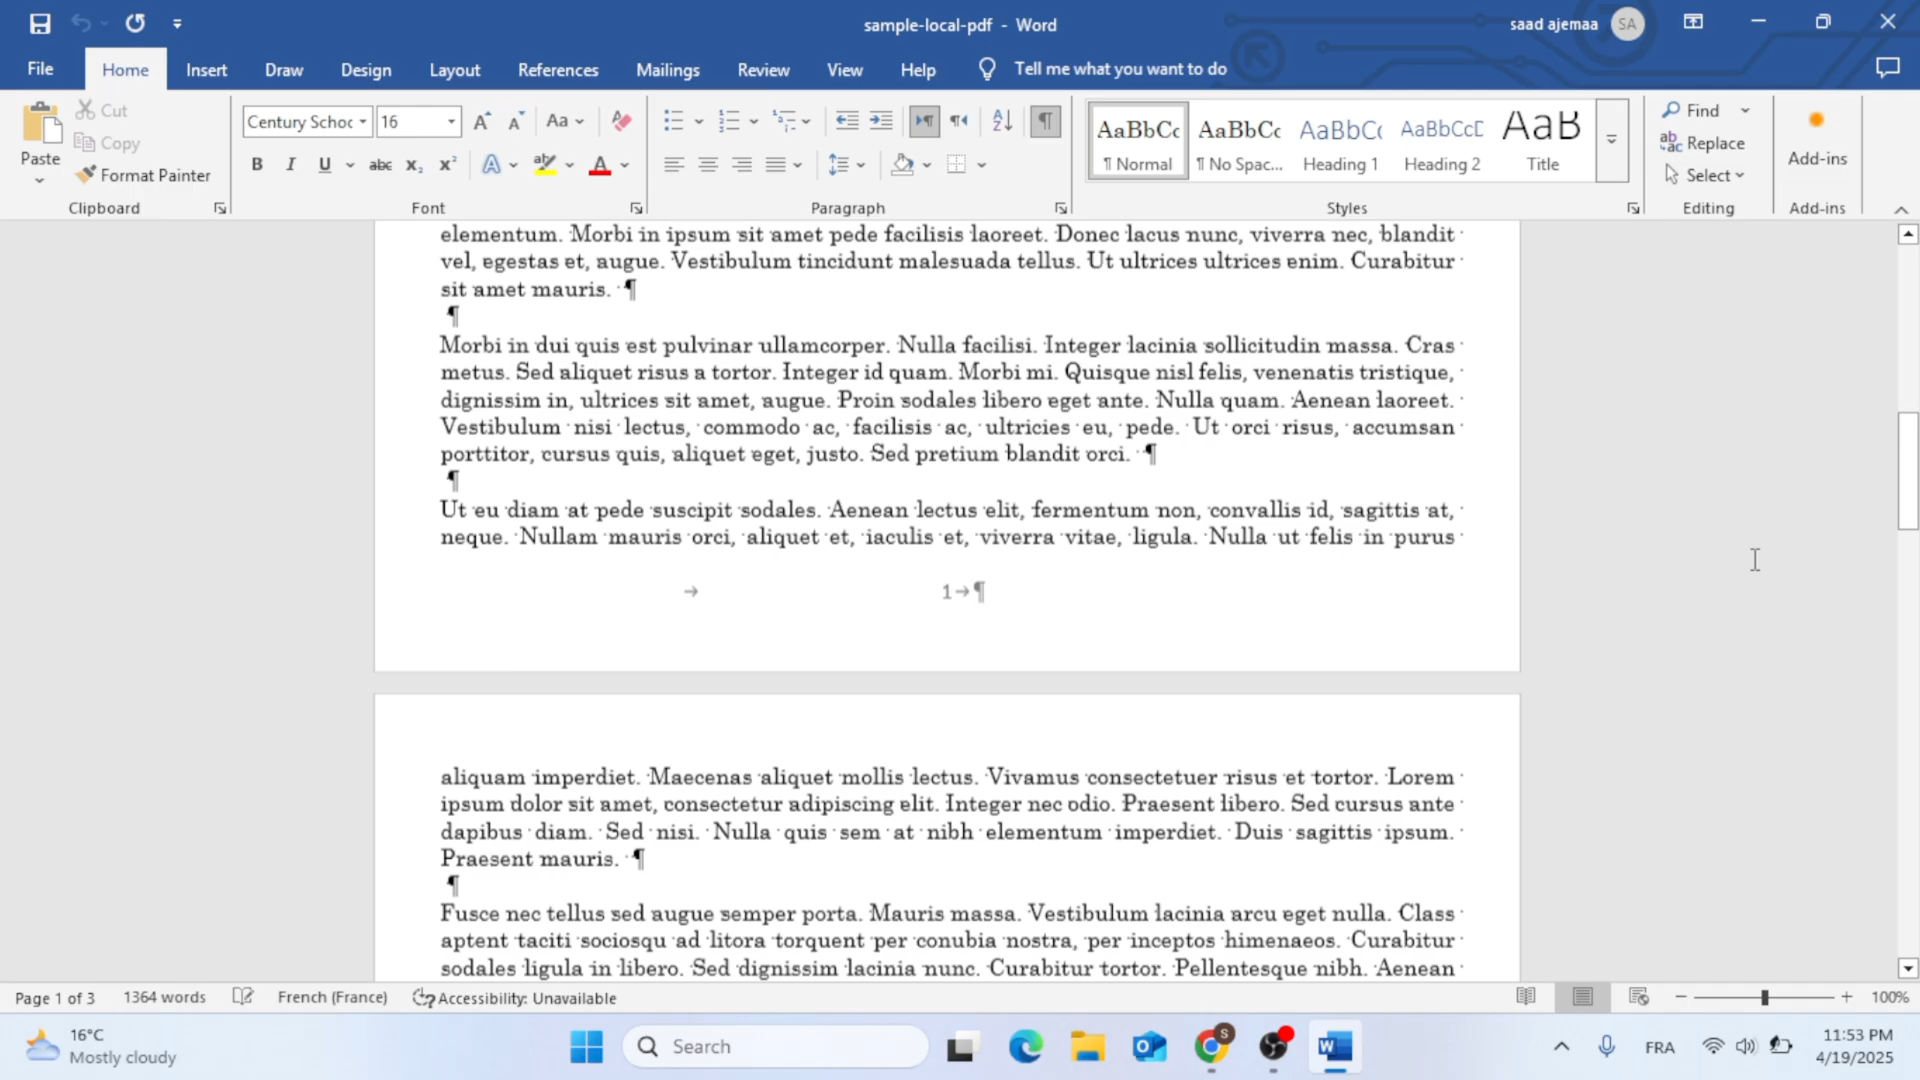 sample-local-pdf - Word
saad ajemaa
SA
File
Home
Insert
Draw
Design
Layout
References
Mailings
Review
View
Help
Tell me what you want to do
Paste
Cut
Copy
Format Painter
Clipboard
Century Schoc
16
Aa
Font
Paragraph
AaBbCc
¶ Normal
AaBbCc
¶ No Spac...
AaBbC
Heading 1
AaBbCcD
Heading 2
AaB
Title
Styles
Find
Replace
Select
Editing
Add-ins
Add-ins
elementum. Morbi in ipsum sit amet pede facilisis laoreet. Donec lacus nunc, viverra nec, blandit
vel, egestas et, augue. Vestibulum tincidunt malesuada tellus. Ut ultrices ultrices enim. Curabitur
sit amet mauris. ¶
¶
Morbi in dui quis est pulvinar ullamcorper. Nulla facilisi. Integer lacinia sollicitudin massa. Cras
metus. Sed aliquet risus a tortor. Integer id quam. Morbi mi. Quisque nisl felis, venenatis tristique,
dignissim in, ultrices sit amet, augue. Proin sodales libero eget ante. Nulla quam. Aenean laoreet.
Vestibulum nisi lectus, commodo ac, facilisis ac, ultricies eu, pede. Ut orci risus, accumsan
porttitor, cursus quis, aliquet eget, justo. Sed pretium blandit orci. ¶
¶
Ut eu diam at pede suscipit sodales. Aenean lectus elit, fermentum non, convallis id, sagittis at,
neque. Nullam mauris orci, aliquet et, iaculis et, viverra vitae, ligula. Nulla ut felis in purus
→ 1→¶
aliquam imperdiet. Maecenas aliquet mollis lectus. Vivamus consectetuer risus et tortor. Lorem
ipsum dolor sit amet, consectetur adipiscing elit. Integer nec odio. Praesent libero. Sed cursus ante
dapibus diam. Sed nisi. Nulla quis sem at nibh elementum imperdiet. Duis sagittis ipsum.
Praesent mauris. ¶
¶
Fusce nec tellus sed augue semper porta. Mauris massa. Vestibulum lacinia arcu eget nulla. Class
aptent taciti sociosqu ad litora torquent per conubia nostra, per inceptos himenaeos. Curabitur
sodales ligula in libero. Sed dignissim lacinia nunc. Curabitur tortor. Pellentesque nibh. Aenean
Page 1 of 3
1364 words
French (France)
Accessibility: Unavailable
100%
16°C
Mostly cloudy
Search
FRA
11:53 PM
4/19/2025